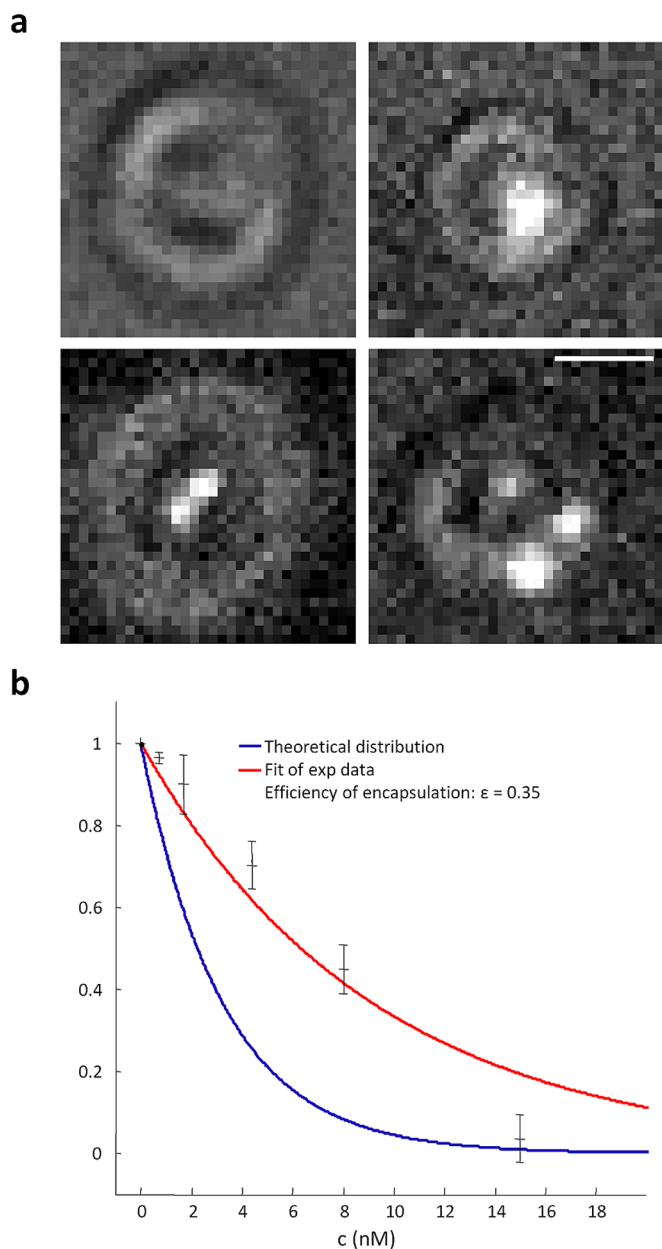 a
b
1
0.8
0.6
0.4
0.2
0
Theoretical distribution
Fit of exp data
Efficiency of encapsulation: ε = 0.35
0 2 4 6 8 10 12 14 16 18
c (nM)